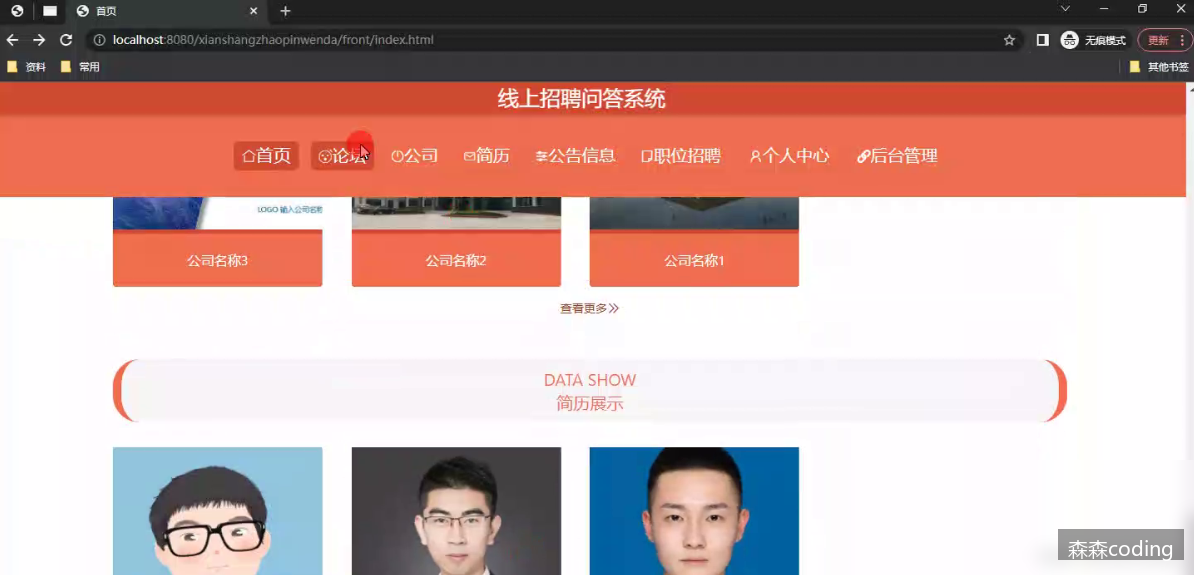 首页
localhost:8080/xianshangzhaopinwenda/front/index.html
无痕模式
更新
资料
常用
其他书签
线上招聘问答系统
首页 论坛 公司 简历 公告信息 职位招聘 个人中心 后台管理
LOGO 输入公司名称
公司名称3
公司名称2
公司名称1
查看更多
DATA SHOW
简历展示
森森coding